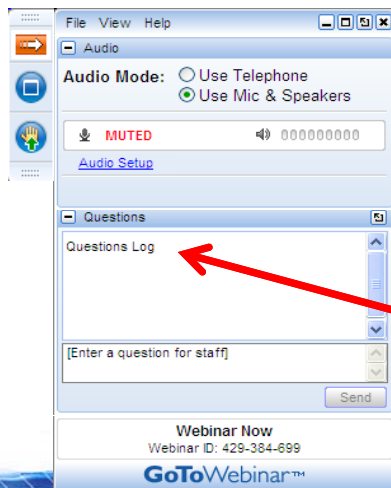 File View Help
Audio
Audio Mode: Use Telephone
Use Mic & Speakers
MUTED 000000000
Audio Setup
Questions
Questions Log
[Enter a question for staff]
Send
Webinar Now
Webinar ID: 429-384-699
GoToWebinar™